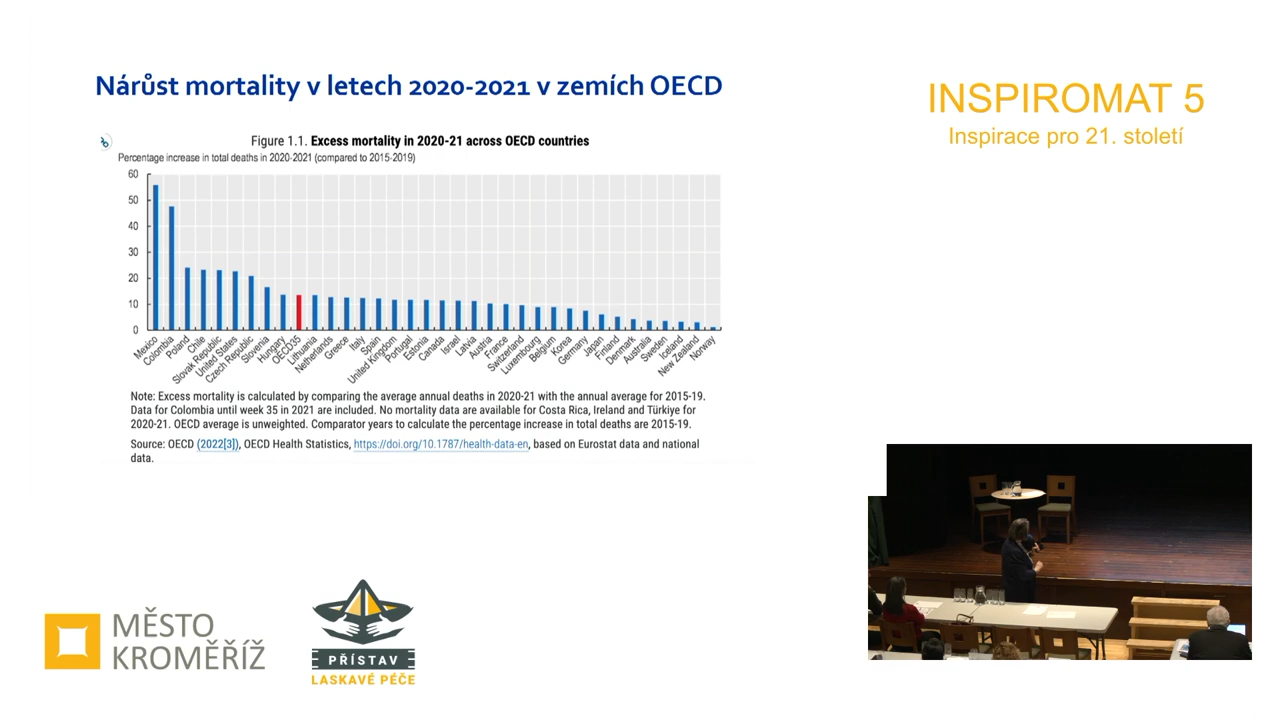 Nárůst mortality v letech 2020-2021 v zemích OECD
INSPIROMAT 5
Inspirace pro 21. století
Figure 1.1. Excess mortality in 2020-21 across OECD countries
Percentage increase in total deaths in 2020-2021 (compared to 2015-2019)
60
50
40
30
20
10
0
Mexico
Colombia
Poland
Chile
Slovak Republic
United States
Czech Republic
Slovenia
Hungary
OECD35
Lithuania
Netherlands
Greece
Italy
Spain
United Kingdom
Portugal
Estonia
Canada
Israel
Latvia
Austria
France
Switzerland
Luxembourg
Belgium
Korea
Germany
Japan
Finland
Denmark
Australia
Sweden
Iceland
New Zealand
Norway
Note: Excess mortality is calculated by comparing the average annual deaths in 2020-21 with the annual average for 2015-19.
Data for Colombia until week 35 in 2021 are included. No mortality data are available for Costa Rica, Ireland and Türkiye for
2020-21. OECD average is unweighted. Comparator years to calculate the percentage increase in total deaths are 2015-19.
Source: OECD (2022[3]), OECD Health Statistics, https://doi.org/10.1787/health-data-en, based on Eurostat data and national
data.
MĚSTO
KROMĚŘÍŽ
PŘÍSTAV
LASKAVÉ PÉČE